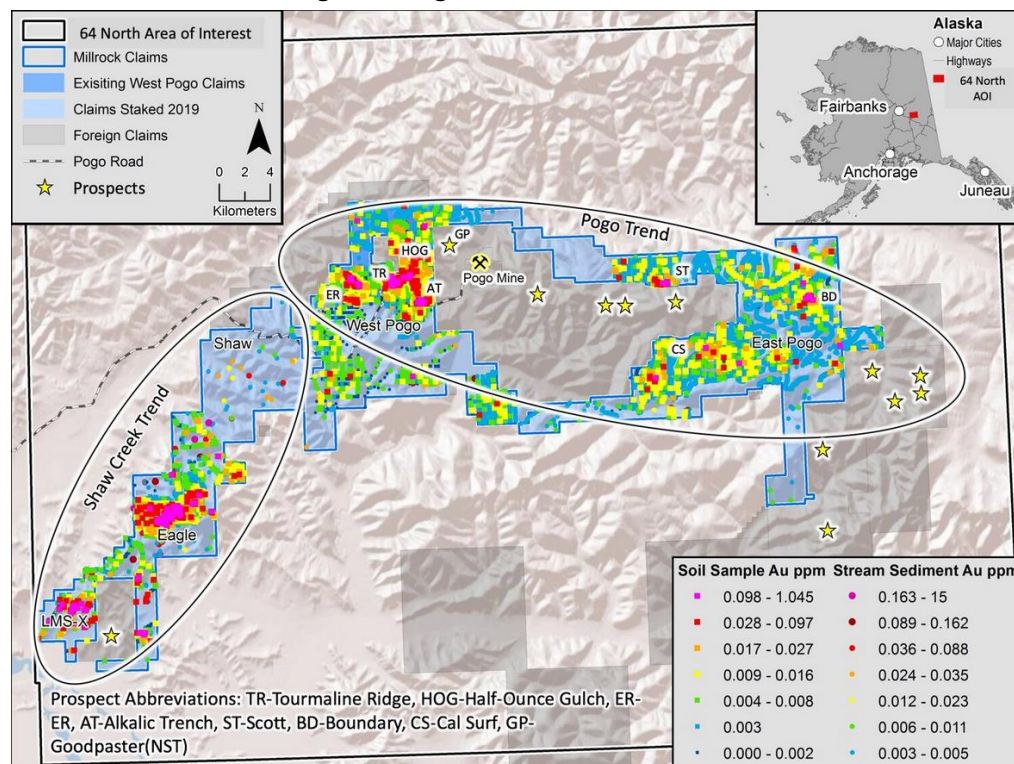 64 North Area of Interest
Millrock Claims
Exisiting West Pogo Claims
Claims Staked 2019
Foreign Claims
Pogo Road
Prospects
N
0 2 4
Kilometers
Alaska
Major Cities
Highways
64 North
AOI
Fairbanks
Anchorage
Juneau
Pogo Trend
GP
HOG
Pogo Mine
TR
ST
ER
AT
BD
West Pogo
East Pogo
CS
Shaw
Shaw Creek Trend
Eagle
LMS-X
Prospect Abbreviations: TR-Tourmaline Ridge, HOG-Half-Ounce Gulch, ER-
ER, AT-Alkalic Trench, ST-Scott, BD-Boundary, CS-Cal Surf, GP-
Goodpaster(NST)
Soil Sample Au ppm Stream Sediment Au ppm
0.098 - 1.045 0.163 - 15
0.028 - 0.097 0.089 - 0.162
0.017 - 0.027 0.036 - 0.088
0.009 - 0.016 0.024 - 0.035
0.004 - 0.008 0.012 - 0.023
0.003 0.006 - 0.011
0.000 - 0.002 0.003 - 0.005